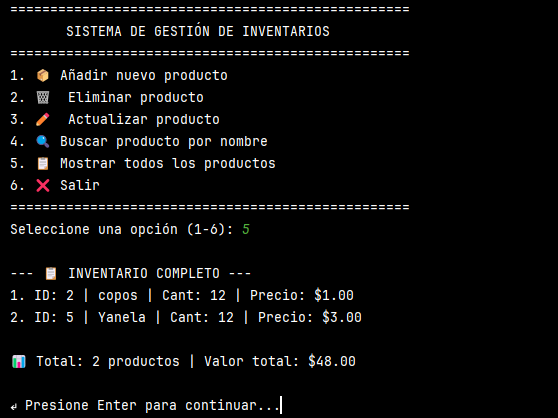 ==================================================
SISTEMA DE GESTIÓN DE INVENTARIOS
==================================================
1. 📦 Añadir nuevo producto
2. 🗑️ Eliminar producto
3. ✏️ Actualizar producto
4. 🔍 Buscar producto por nombre
5. 📋 Mostrar todos los productos
6. ❌ Salir
==================================================
Seleccione una opción (1-6): 5
--- 📋 INVENTARIO COMPLETO ---
1. ID: 2 | copos | Cant: 12 | Precio: $1.00
2. ID: 5 | Yanela | Cant: 12 | Precio: $3.00
📊 Total: 2 productos | Valor total: $48.00
↲ Presione Enter para continuar...